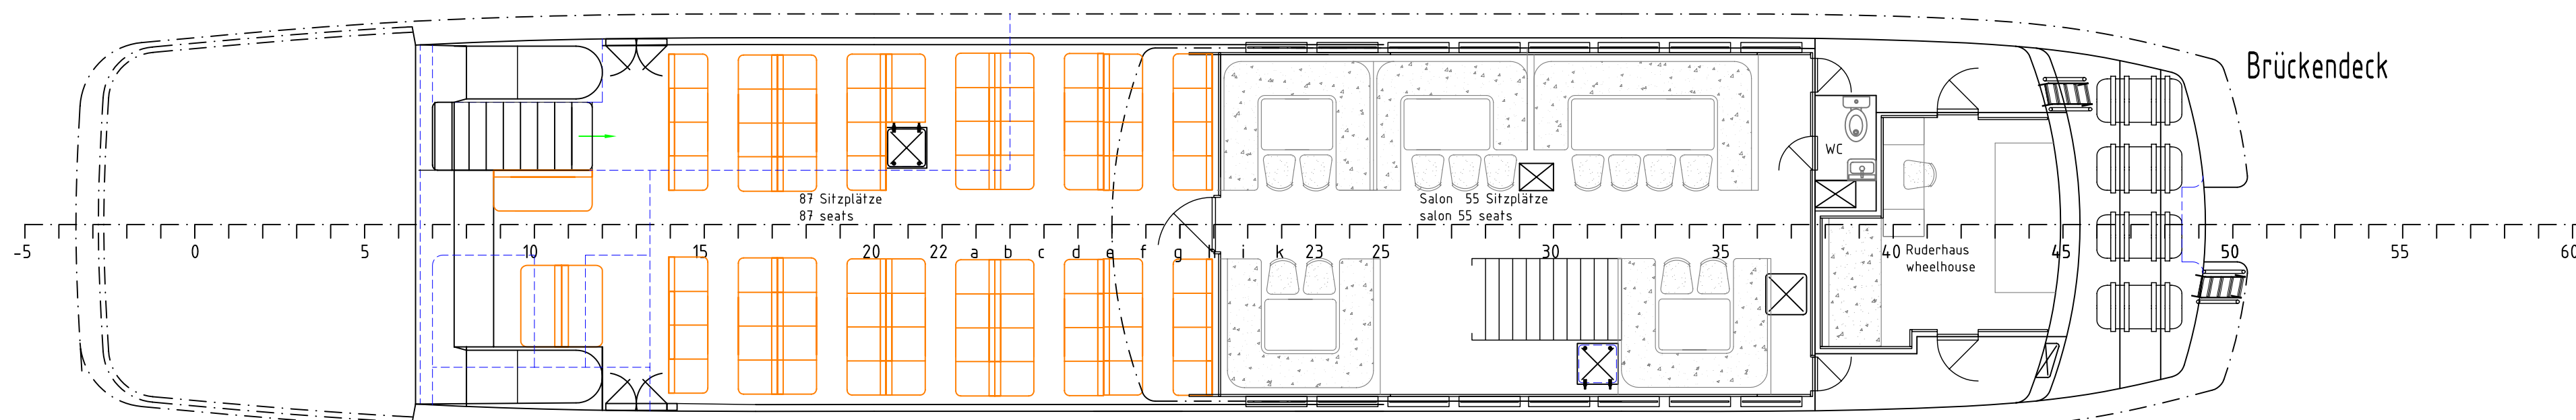 Brückendeck
WC
87 Sitzplätze
87 seats
Salon 55 Sitzplätze
salon 55 seats
-5 0 5 10 15 20 22 a b c d e f g h i k 23 25 30 35 40 45 50 55 60
Ruderhaus
wheelhouse